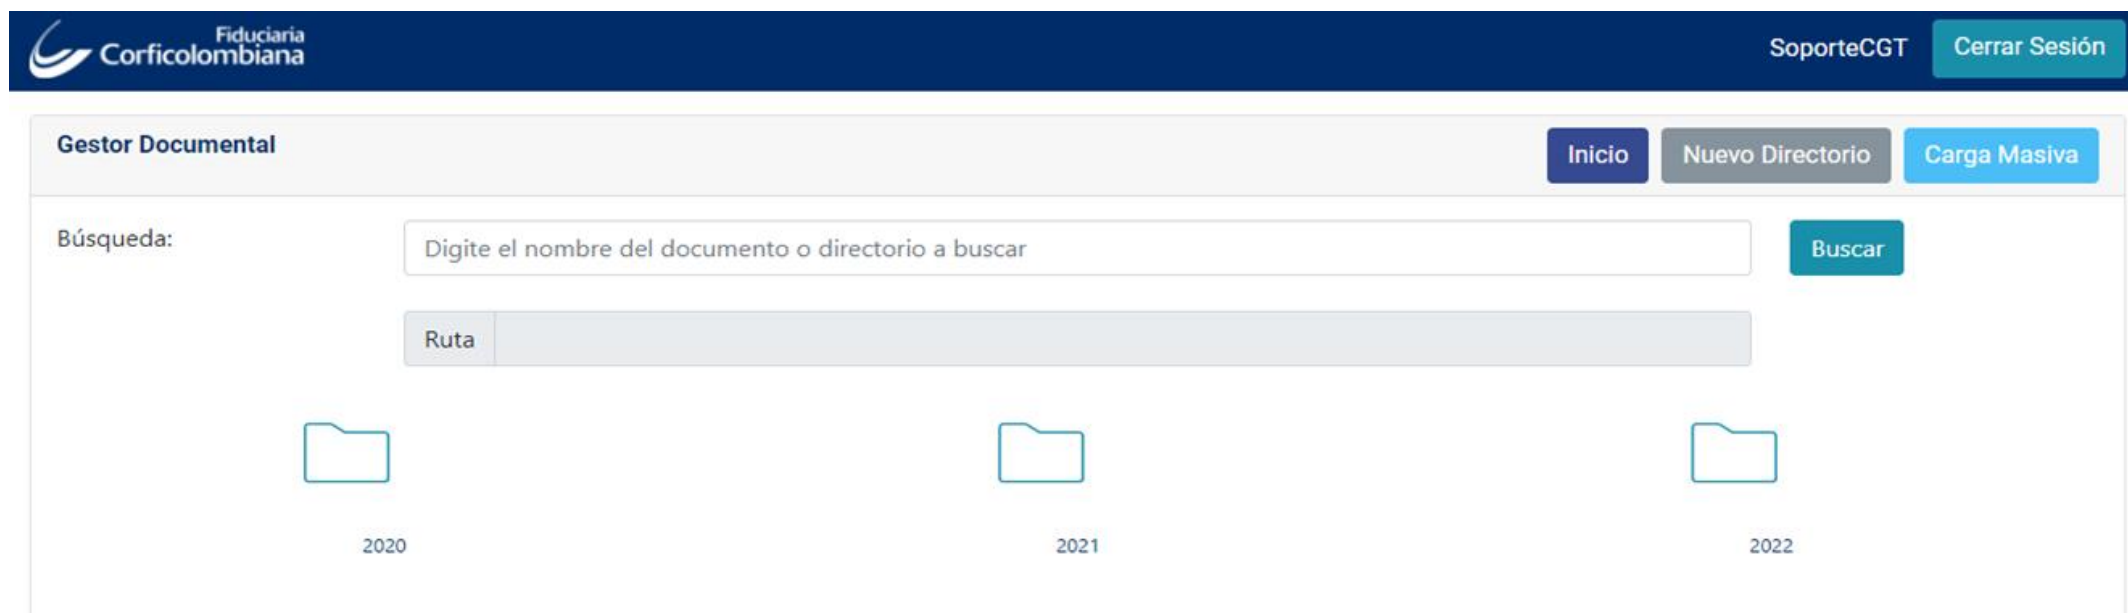 Fiduciaria
Corficolombiana
SoporteCGT
Cerrar Sesión
Gestor Documental
Inicio
Nuevo Directorio
Carga Masiva
Búsqueda:
Digite el nombre del documento o directorio a buscar
Buscar
Ruta
2020
2021
2022